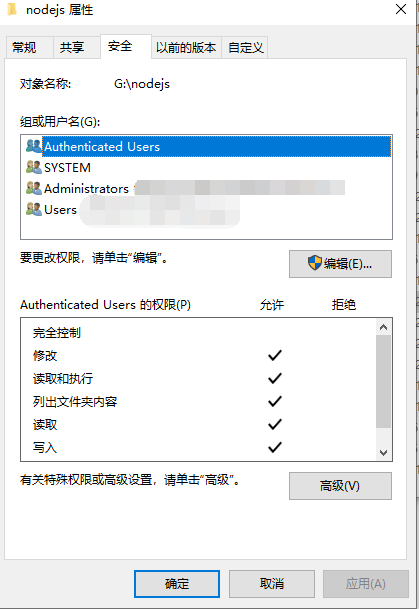 nodejs 属性
常规 共享 安全 以前的版本 自定义
对象名称: G:\nodejs
组或用户名(G):
Authenticated Users
SYSTEM
Administrators
Users
要更改权限，请单击“编辑”。
编辑(E)...
Authenticated Users 的权限(P) 允许 拒绝
完全控制
修改
读取和执行
列出文件夹内容
读取
写入
有关特殊权限或高级设置，请单击“高级”。
高级(V)
确定 取消 应用(A)